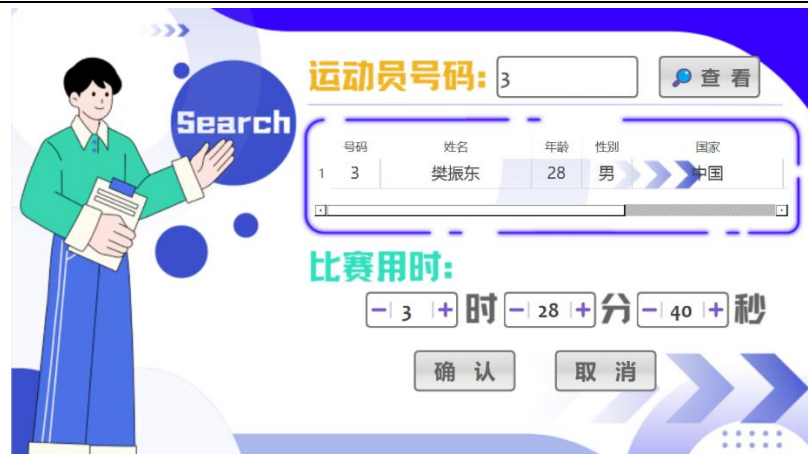 运动员号码: 3 查 看
Search
号码 姓名 年龄 性别 国家
1 3 樊振东 28 男 中国
比赛用时:
3 时 28 分 40 秒
确 认 取 消